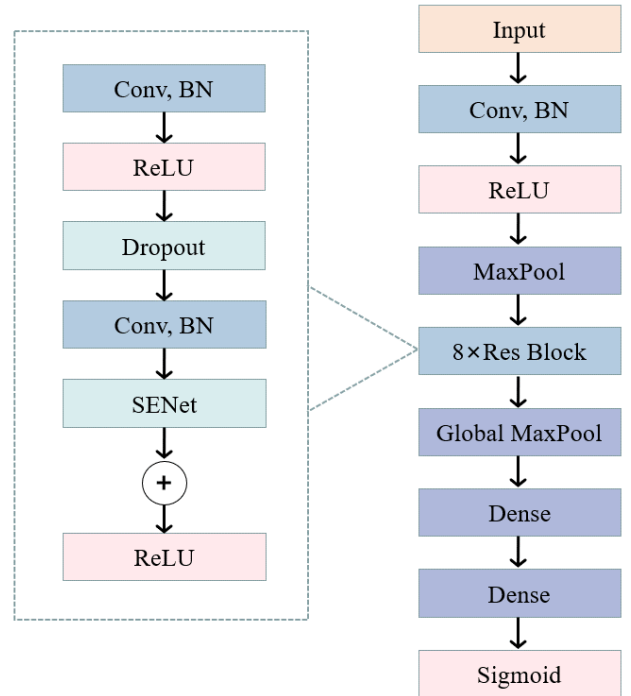 Conv, BN
ReLU
Dropout
Conv, BN
SENet
+
ReLU
Input
Conv, BN
ReLU
MaxPool
8×Res Block
Global MaxPool
Dense
Dense
Sigmoid